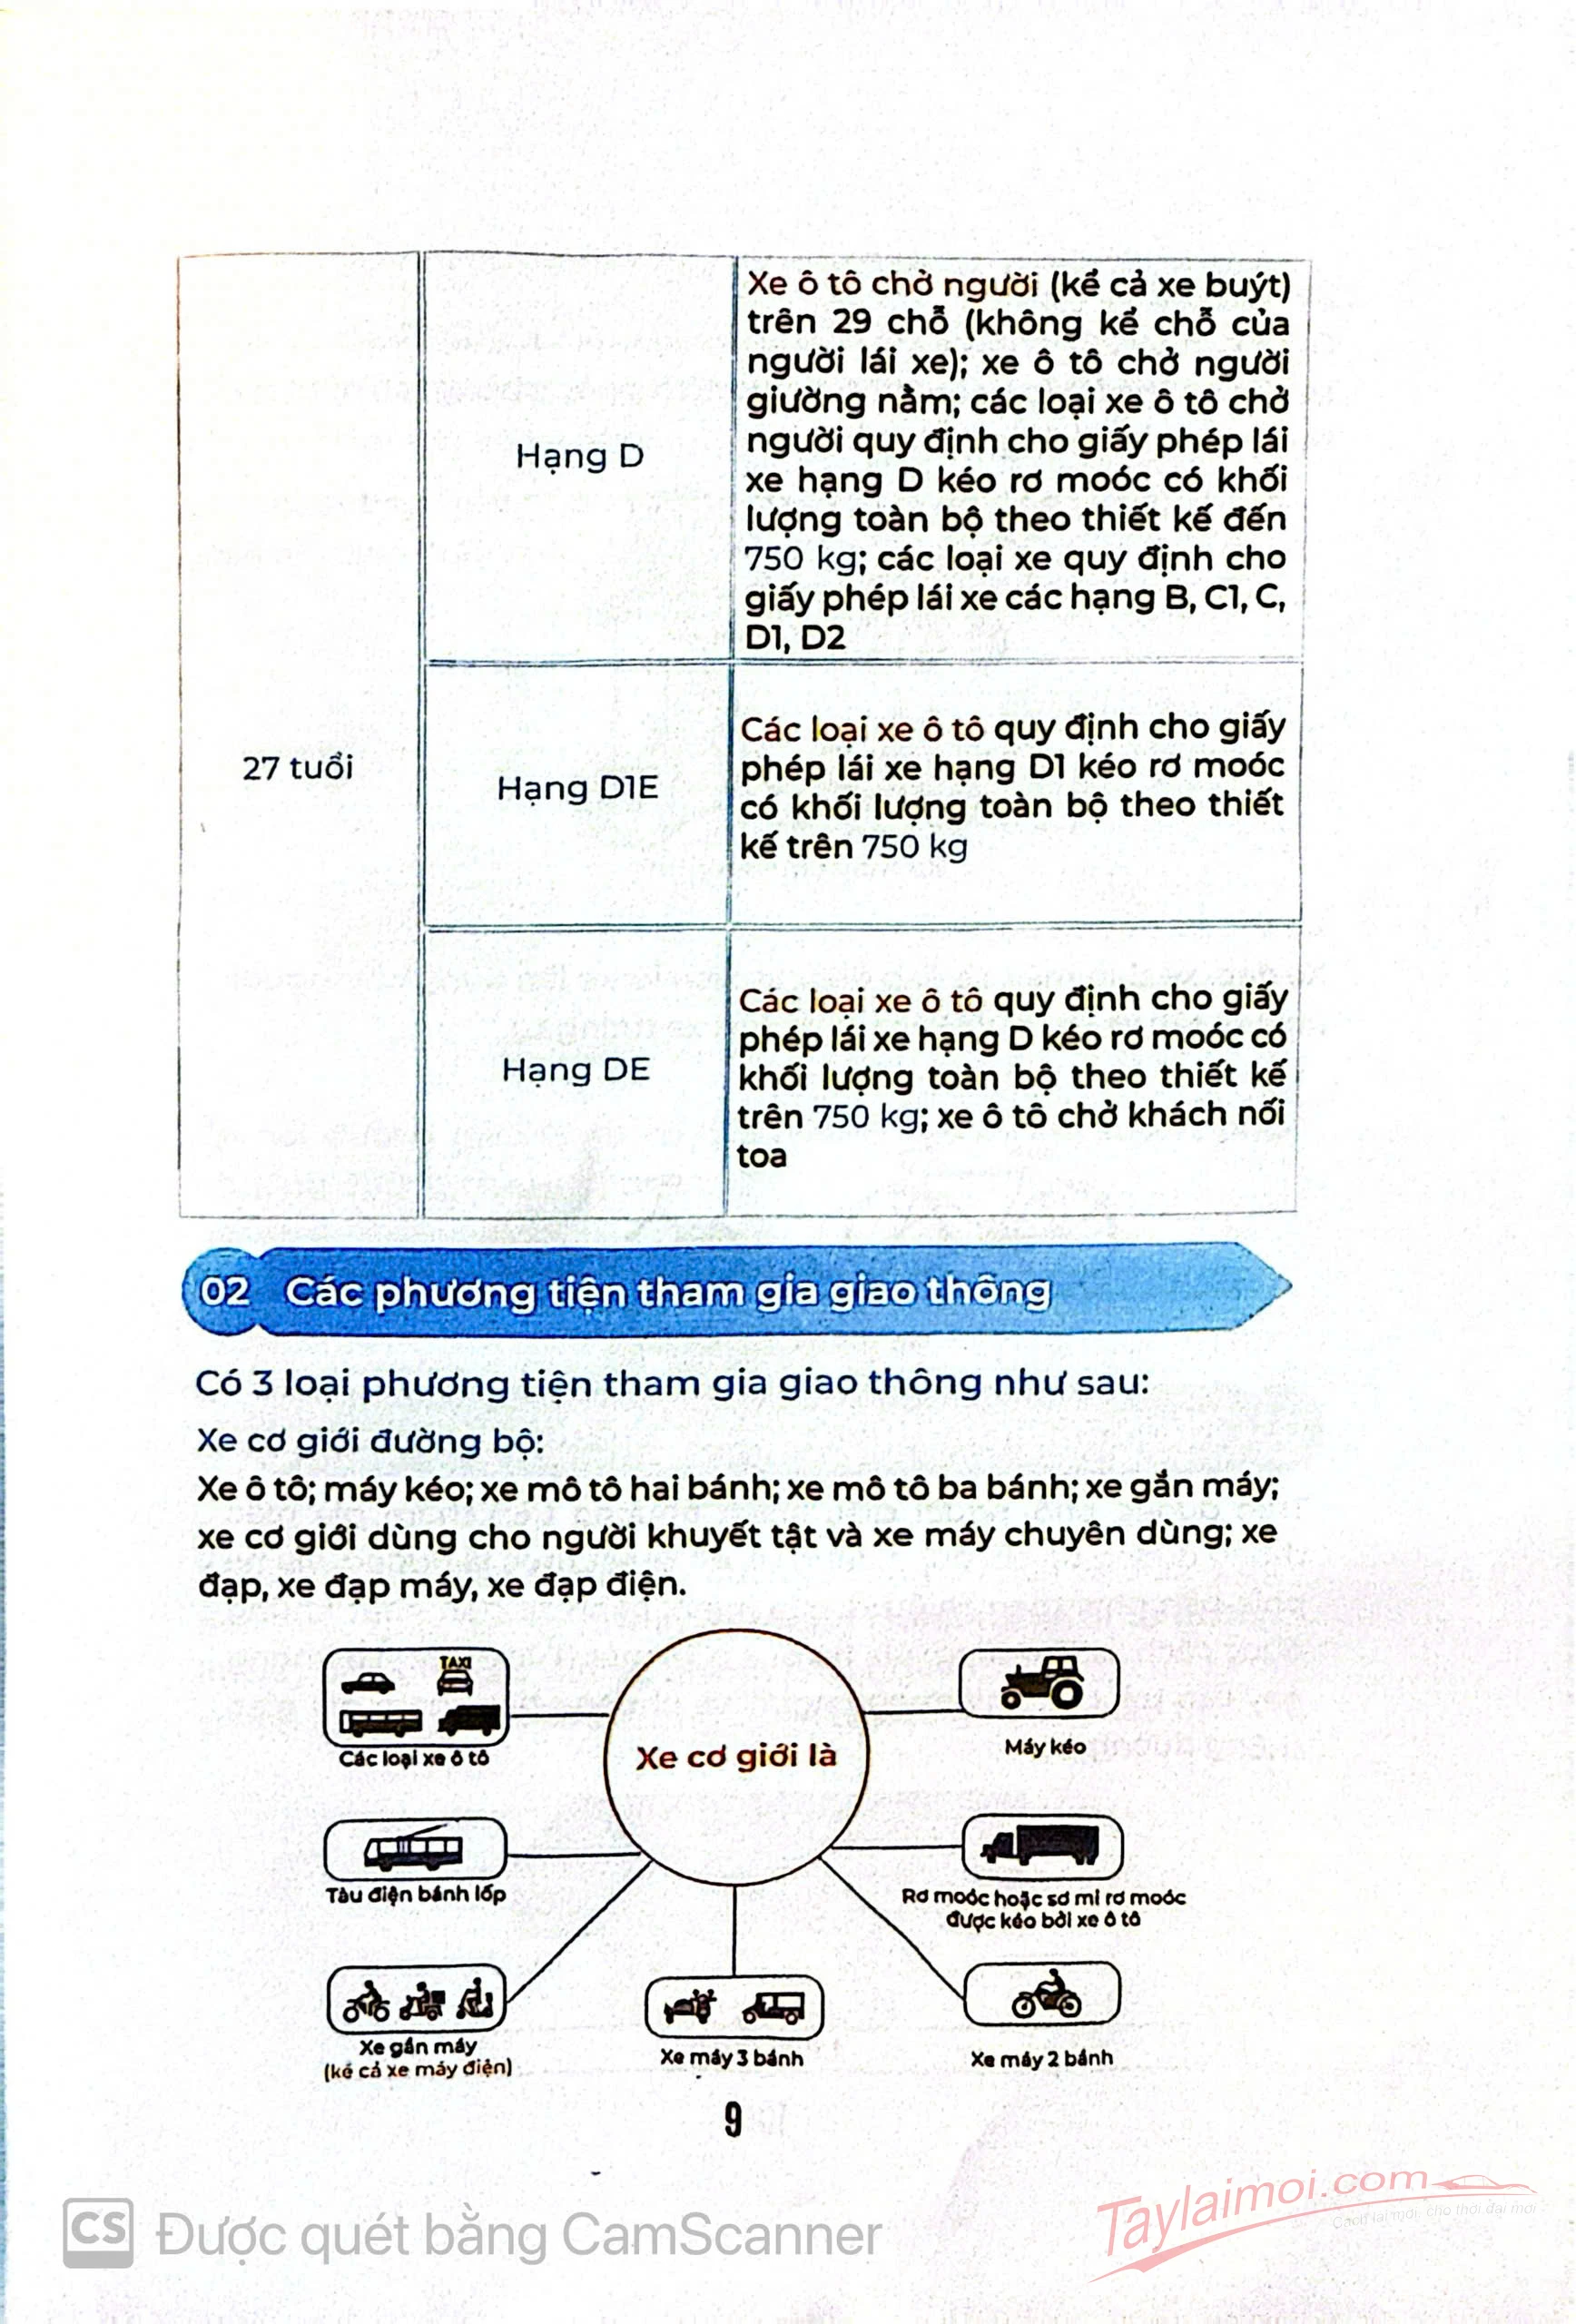 Xe ô tô chở người (kể cả xe buýt)
trên 29 chỗ (không kể chỗ của
người lái xe); xe ô tô chở người
giường nằm; các loại xe ô tô chở
người quy định cho giấy phép lái
xe hạng D kéo rơ moóc có khối
lượng toàn bộ theo thiết kế đến
750 kg; các loại xe quy định cho
giấy phép lái xe các hạng B, C1, C,
D1, D2
Hạng D
27 tuổi
Hạng D1E
Các loại xe ô tô quy định cho giấy
phép lái xe hạng D1 kéo rơ moóc
có khối lượng toàn bộ theo thiết
kế trên 750 kg
Hạng DE
Các loại xe ô tô quy định cho giấy
phép lái xe hạng D kéo rơ moóc có
khối lượng toàn bộ theo thiết kế
trên 750 kg; xe ô tô chở khách nối
toa
02 Các phương tiện tham gia giao thông
Có 3 loại phương tiện tham gia giao thông như sau:
Xe cơ giới đường bộ:
Xe ô tô; máy kéo; xe mô tô hai bánh; xe mô tô ba bánh; xe gắn máy;
xe cơ giới dùng cho người khuyết tật và xe máy chuyên dùng; xe
đạp, xe đạp máy, xe đạp điện.
TAXI
Các loại xe ô tô
Xe cơ giới là
Máy kéo
Tàu điện bánh lốp
Rơ moóc hoặc sơ mi rơ moóc
được kéo bởi xe ô tô
Xe gắn máy
(kể cả xe máy điện)
Xe máy 3 bánh
Xe máy 2 bánh
9
CS Được quét bằng CamScanner
Taylaimoi.com
Cách lái mới, cho thời đại mới